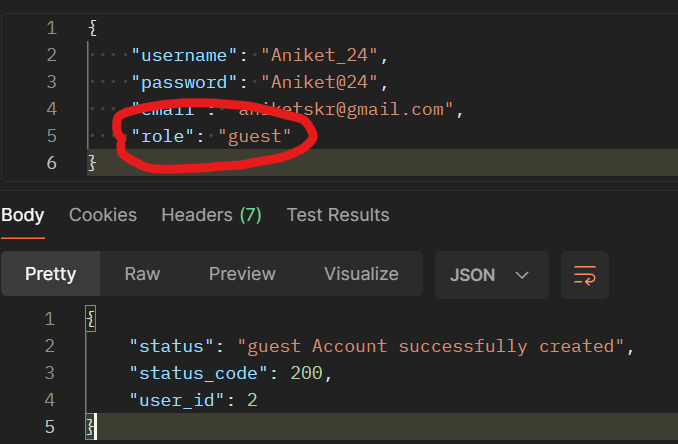 1 {
2 "username": "Aniket_24",
3 "password": "Aniket@24",
4 "email": "aniketskr@gmail.com",
5 "role": "guest"
6 }
Body Cookies Headers (7) Test Results
Pretty Raw Preview Visualize JSON
1 {
2 "status": "guest Account successfully created",
3 "status_code": 200,
4 "user_id": 2
5 }